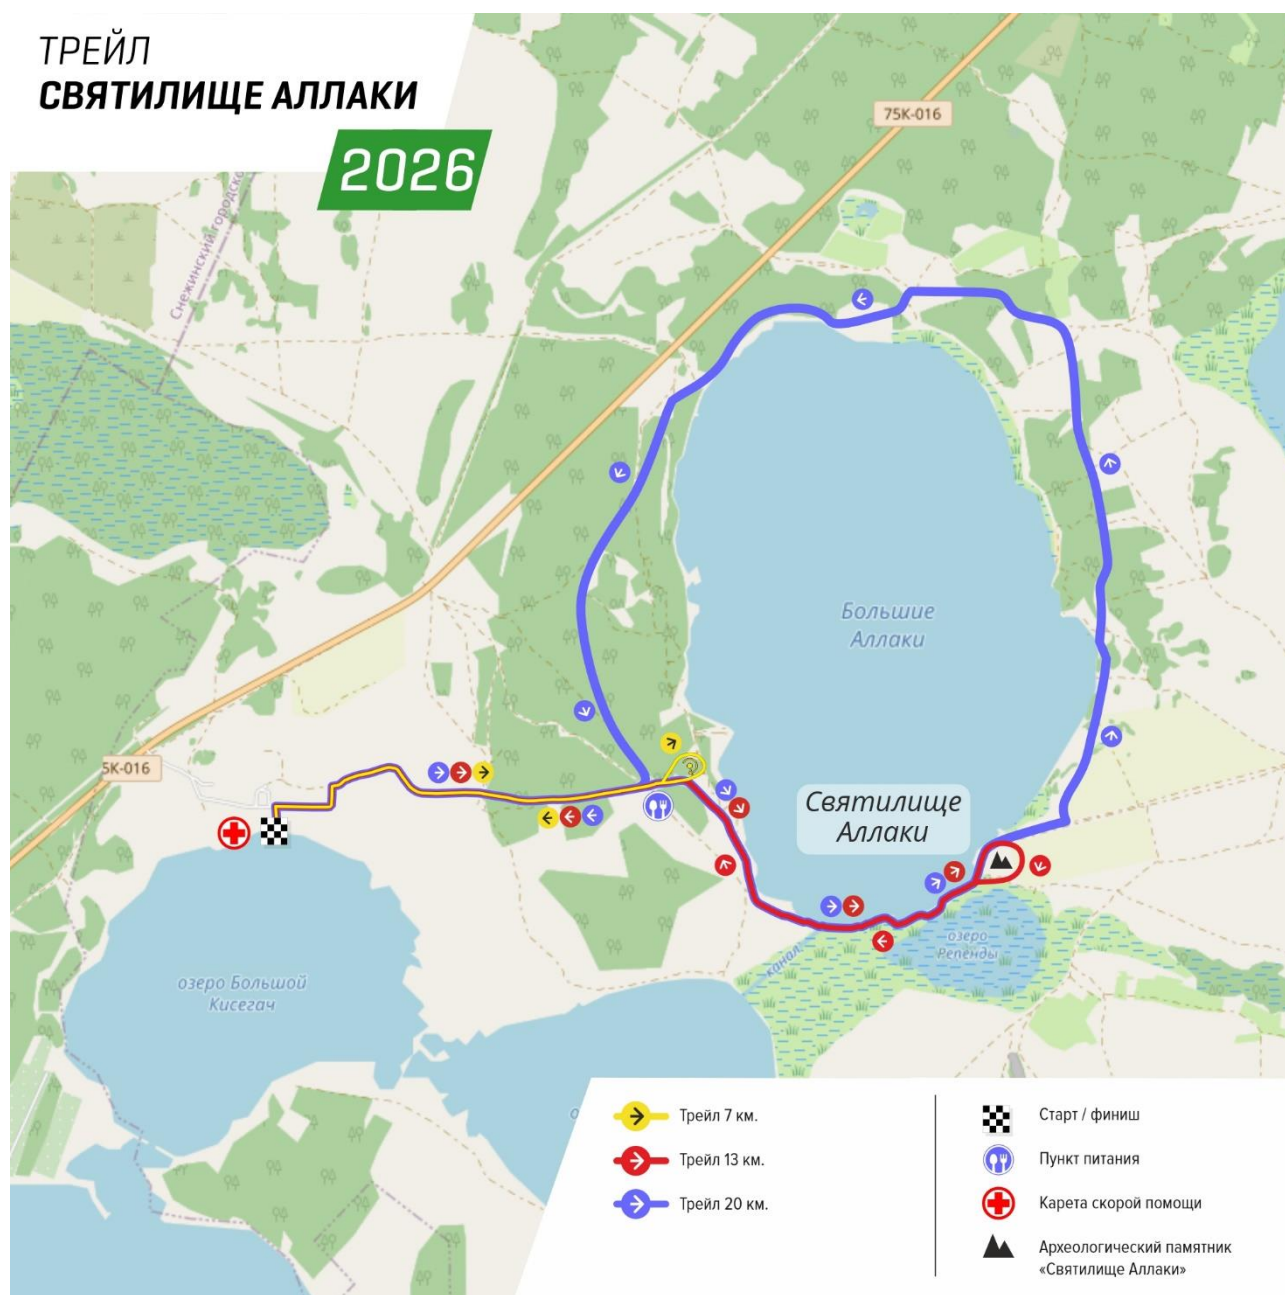 ТРЕЙЛ
СВЯТИЛИЩЕ АЛЛАКИ
2026
75К-016
Снежинский городско
Большие
Аллаки
5К-016
Святилище
Аллаки
канал
озеро
Репенды
озеро Большой
Кисегач
Трейл 7 км.
Трейл 13 км.
Трейл 20 км.
Старт / финиш
Пункт питания
Карета скорой помощи
Археологический памятник
«Святилище Аллаки»